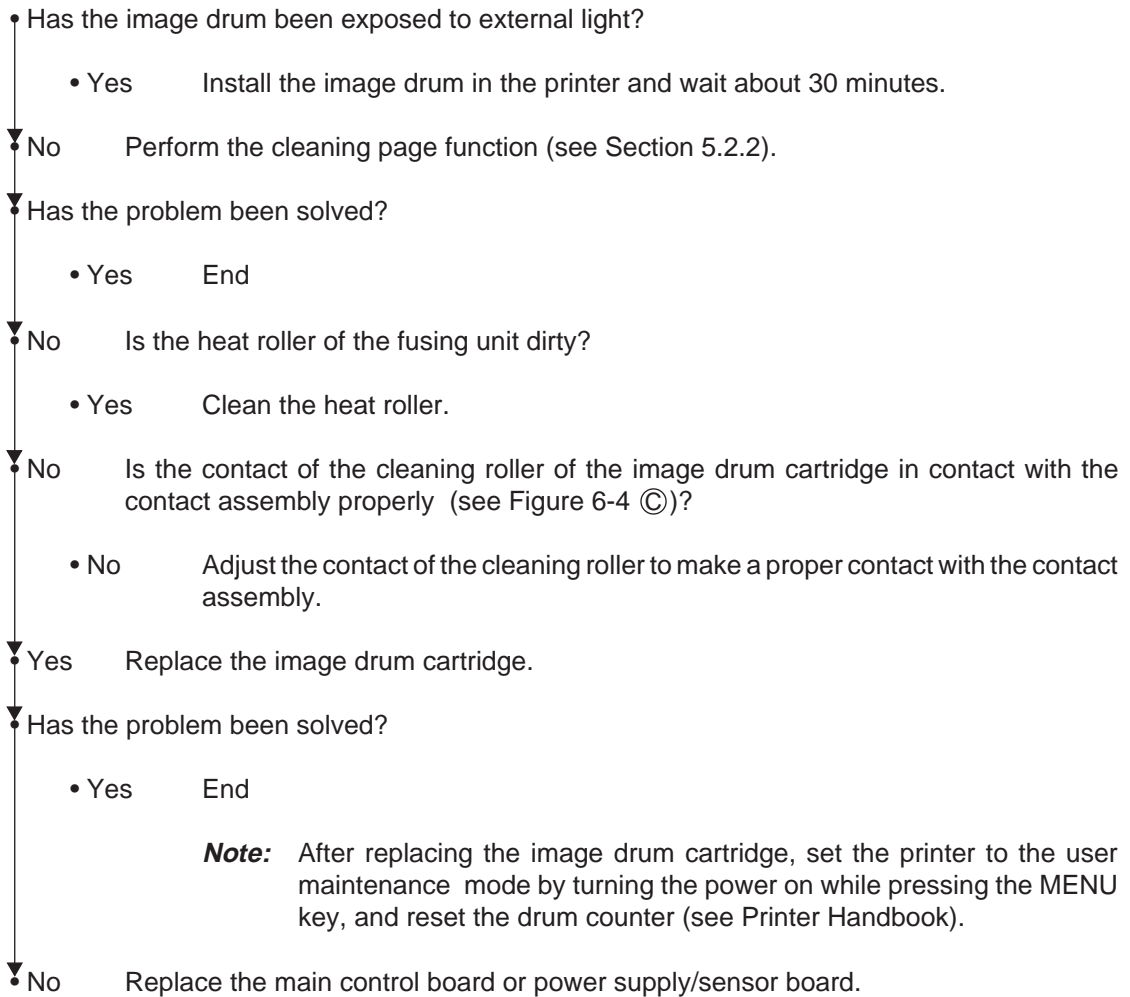 • Has the image drum been exposed to external light?
• Yes Install the image drum in the printer and wait about 30 minutes.
• No Perform the cleaning page function (see Section 5.2.2).
• Has the problem been solved?
• Yes End
• No Is the heat roller of the fusing unit dirty?
• Yes Clean the heat roller.
• No Is the contact of the cleaning roller of the image drum cartridge in contact with the
contact assembly properly (see Figure 6-4 Ⓒ)?
• No Adjust the contact of the cleaning roller to make a proper contact with the contact
assembly.
• Yes Replace the image drum cartridge.
• Has the problem been solved?
• Yes End
Note: After replacing the image drum cartridge, set the printer to the user
maintenance mode by turning the power on while pressing the MENU
key, and reset the drum counter (see Printer Handbook).
• No Replace the main control board or power supply/sensor board.